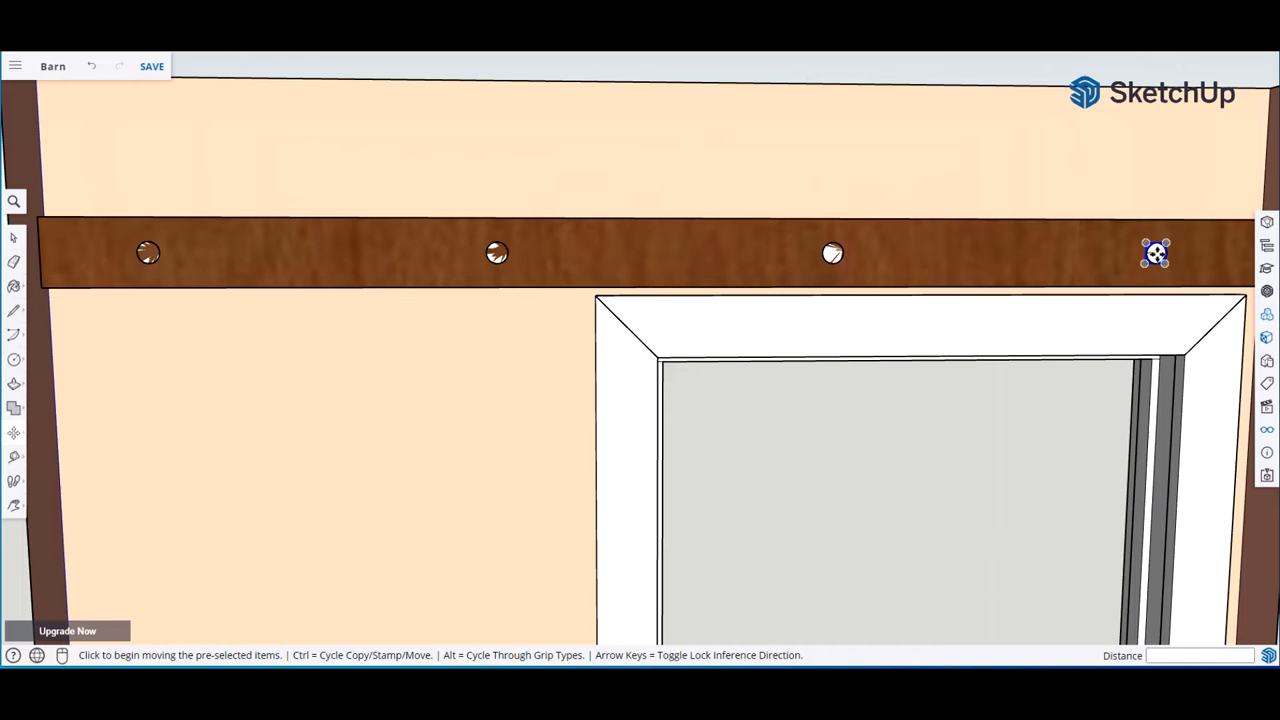 Barn
SAVE
SketchUp
Upgrade Now
Click to begin moving the pre-selected items. | Ctrl = Cycle Copy/Stamp/Move. | Alt = Cycle Through Grip Types. | Arrow Keys = Toggle Lock Inference Direction.
Distance